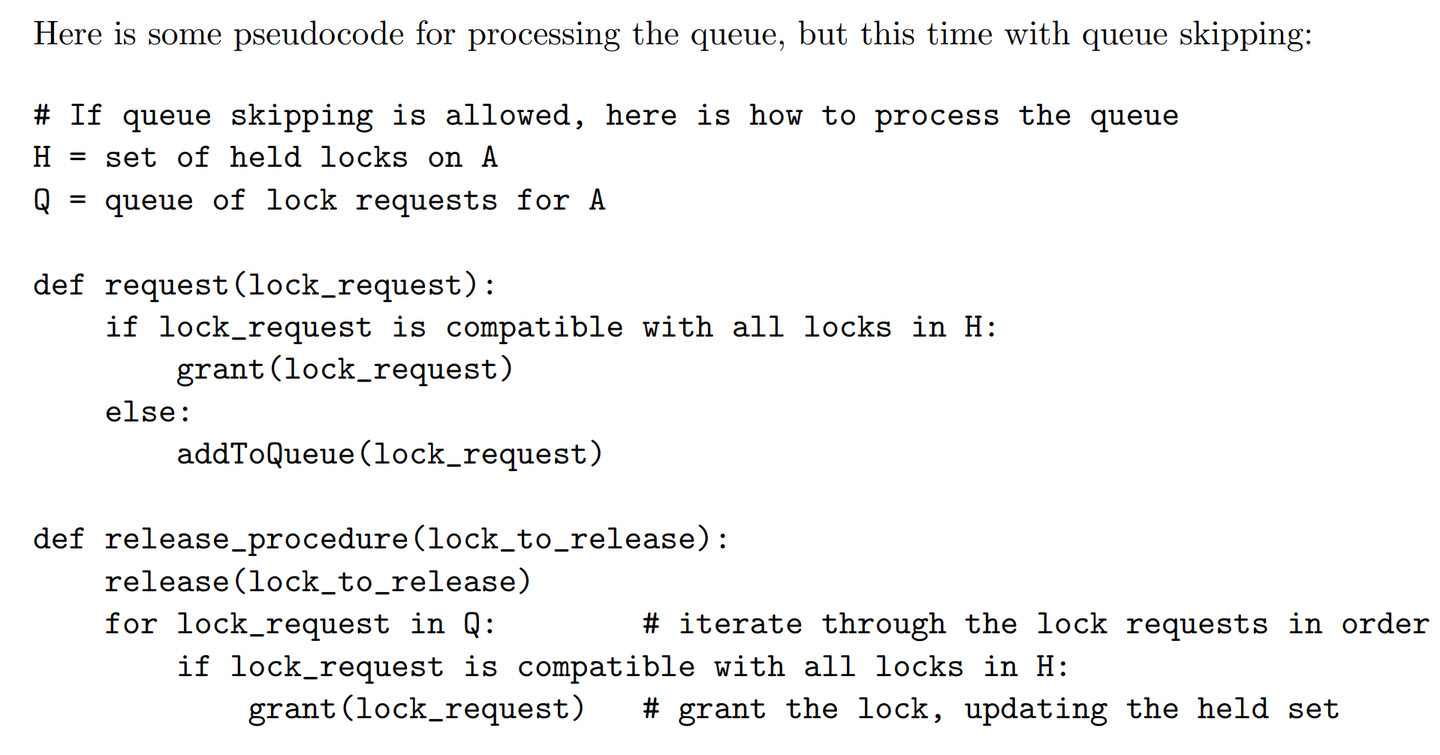 Here is some pseudocode for processing the queue, but this time with queue skipping:
# If queue skipping is allowed, here is how to process the queue
H = set of held locks on A
Q = queue of lock requests for A
def request(lock_request):
    if lock_request is compatible with all locks in H:
        grant(lock_request)
    else:
        addToQueue(lock_request)
def release_procedure(lock_to_release):
    release(lock_to_release)
    for lock_request in Q:        # iterate through the lock requests in order
        if lock_request is compatible with all locks in H:
            grant(lock_request)   # grant the lock, updating the held set